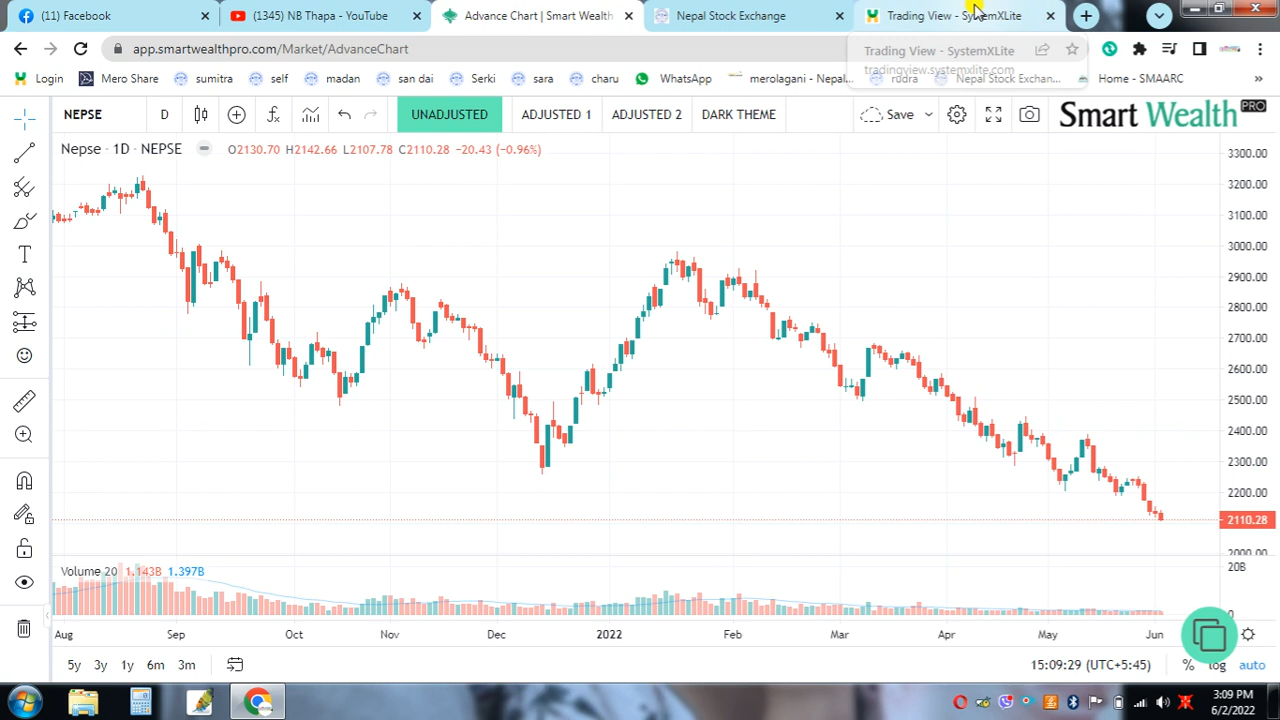 (11) Facebook
(1345) NB Thapa - YouTube
Advance Chart | Smart Wealth
Nepal Stock Exchange
Trading View - SystemXLite
app.smartwealthpro.com/Market/AdvanceChart
Trading View - SystemXLite
tradingview.systemxlite.com
Login
Mero Share
sumitra
self
madan
san dai
Serki
sara
charu
WhatsApp
merolagani - Nepal...
rudra
Nepal Stock Exchan...
Home - SMAARC
»
NEPSE
D
UNADJUSTED
ADJUSTED 1
ADJUSTED 2
DARK THEME
Save
Smart Wealth PRO
Nepse · 1D · NEPSE
O2130.70 H2142.66 L2107.78 C2110.28 −20.43 (−0.96%)
3300.00
3200.00
3100.00
3000.00
2900.00
2800.00
2700.00
2600.00
2500.00
2400.00
2300.00
2200.00
2110.28
2000.00
Volume 20 1.143B 1.397B
20B
0
Aug
Sep
Oct
Nov
Dec
2022
Feb
Mar
Apr
May
Jun
5y
3y
1y
6m
3m
15:09:29 (UTC+5:45)
%
log
auto
3:09 PM
6/2/2022